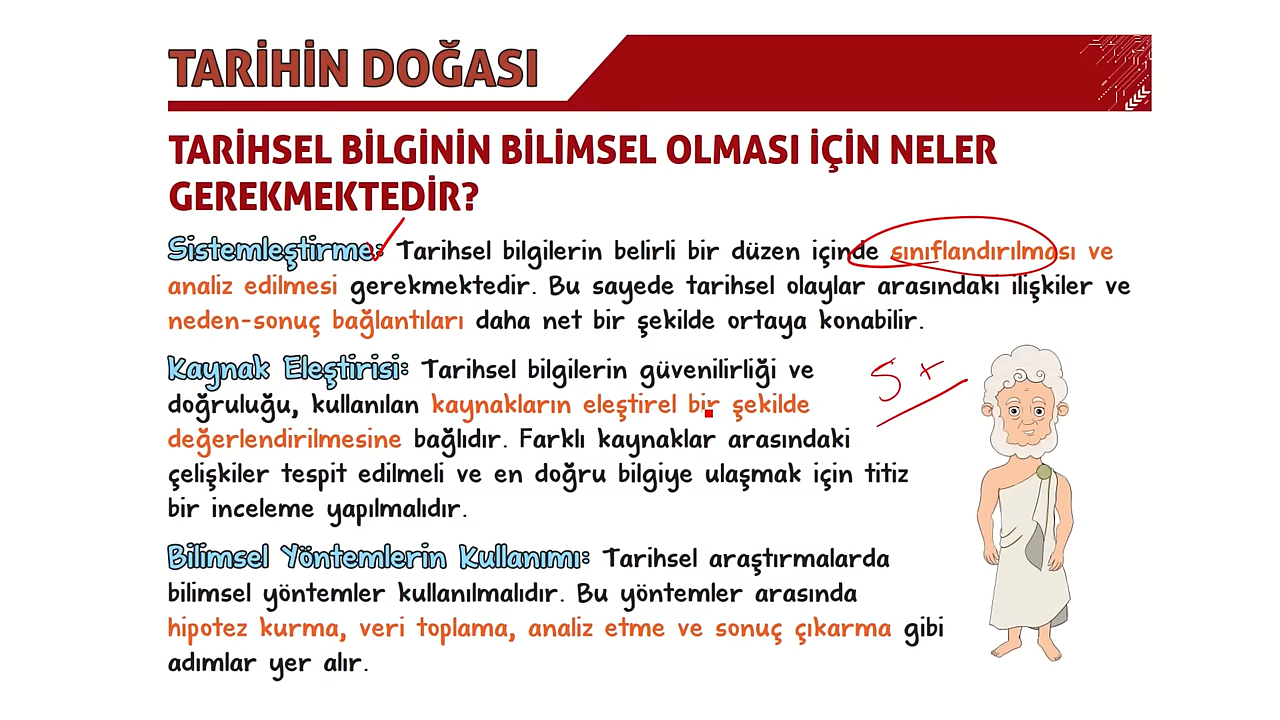 TARİHİN DOĞASI
TARİHSEL BİLGİNİN BİLİMSEL OLMASI İÇİN NELER
GEREKMEKTEDİR?
Sistemleştirme: Tarihsel bilgilerin belirli bir düzen içinde sınıflandırılması ve
analiz edilmesi gerekmektedir. Bu sayede tarihsel olaylar arasındaki ilişkiler ve
neden-sonuç bağlantıları daha net bir şekilde ortaya konabilir.
Kaynak Eleştirisi: Tarihsel bilgilerin güvenilirliği ve
doğruluğu, kullanılan kaynakların eleştirel bir şekilde
değerlendirilmesine bağlıdır. Farklı kaynaklar arasındaki
çelişkiler tespit edilmeli ve en doğru bilgiye ulaşmak için titiz
bir inceleme yapılmalıdır.
5+
Bilimsel Yöntemlerin Kullanımı: Tarihsel araştırmalarda
bilimsel yöntemler kullanılmalıdır. Bu yöntemler arasında
hipotez kurma, veri toplama, analiz etme ve sonuç çıkarma gibi
adımlar yer alır.